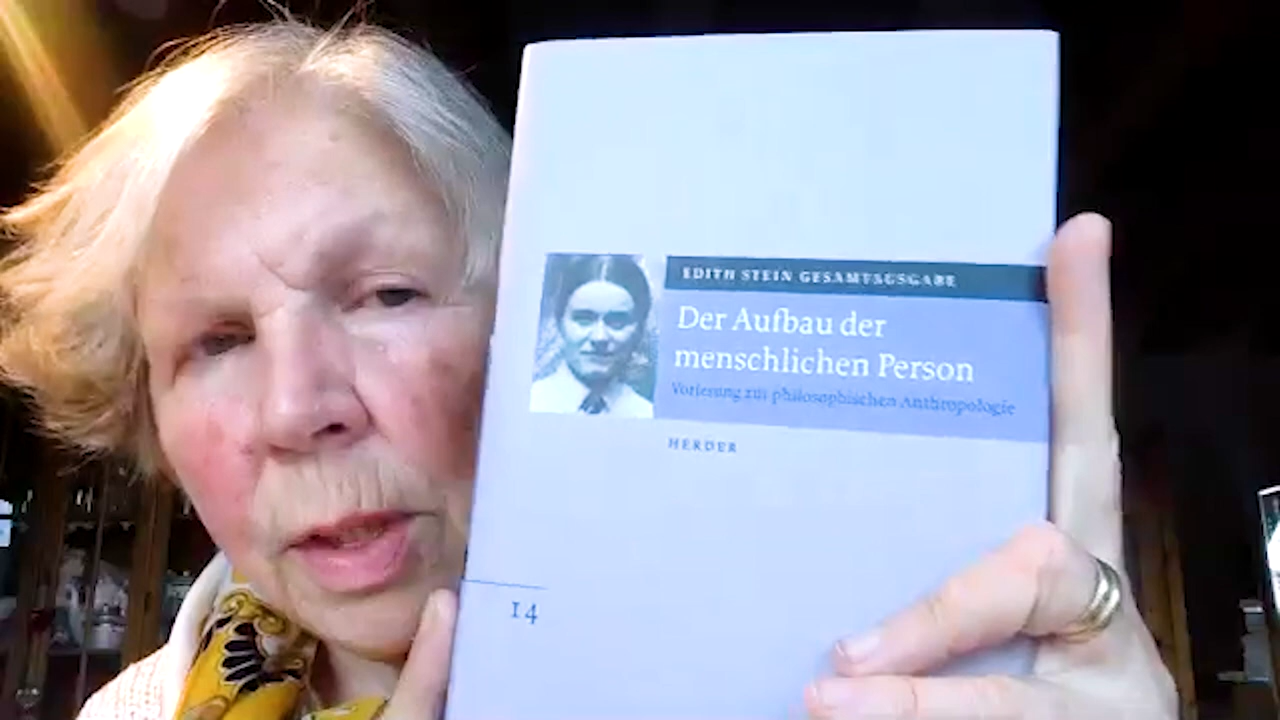 EDITH STEIN GESAMTAUSGABE
Der Aufbau der
menschlichen Person
Vorlesung zur philosophischen Anthropologie
HERDER
14